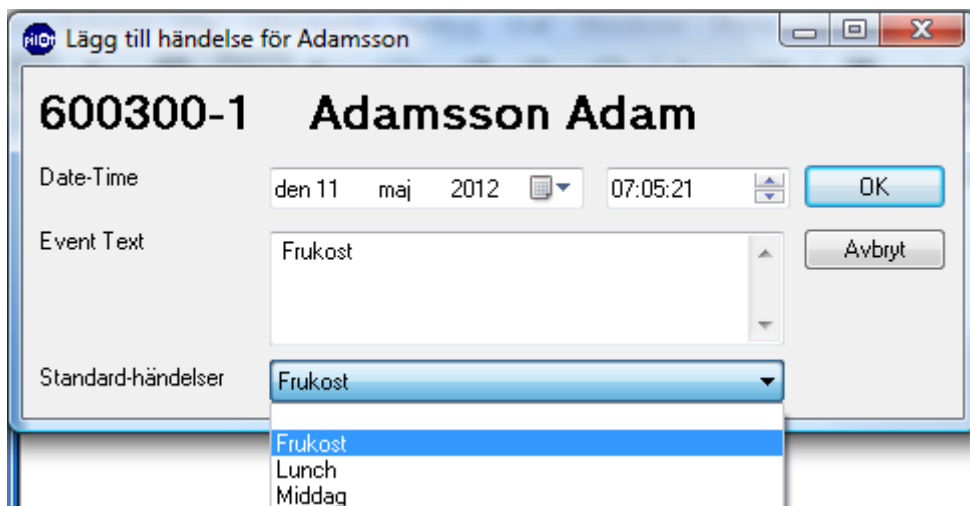 PilOt Lägg till händelse för Adamsson
600300-1 Adamsson Adam
Date-Time den 11 maj 2012 07:05:21 OK
Event Text Frukost Avbryt
Standard-händelser Frukost
Frukost
Lunch
Middag